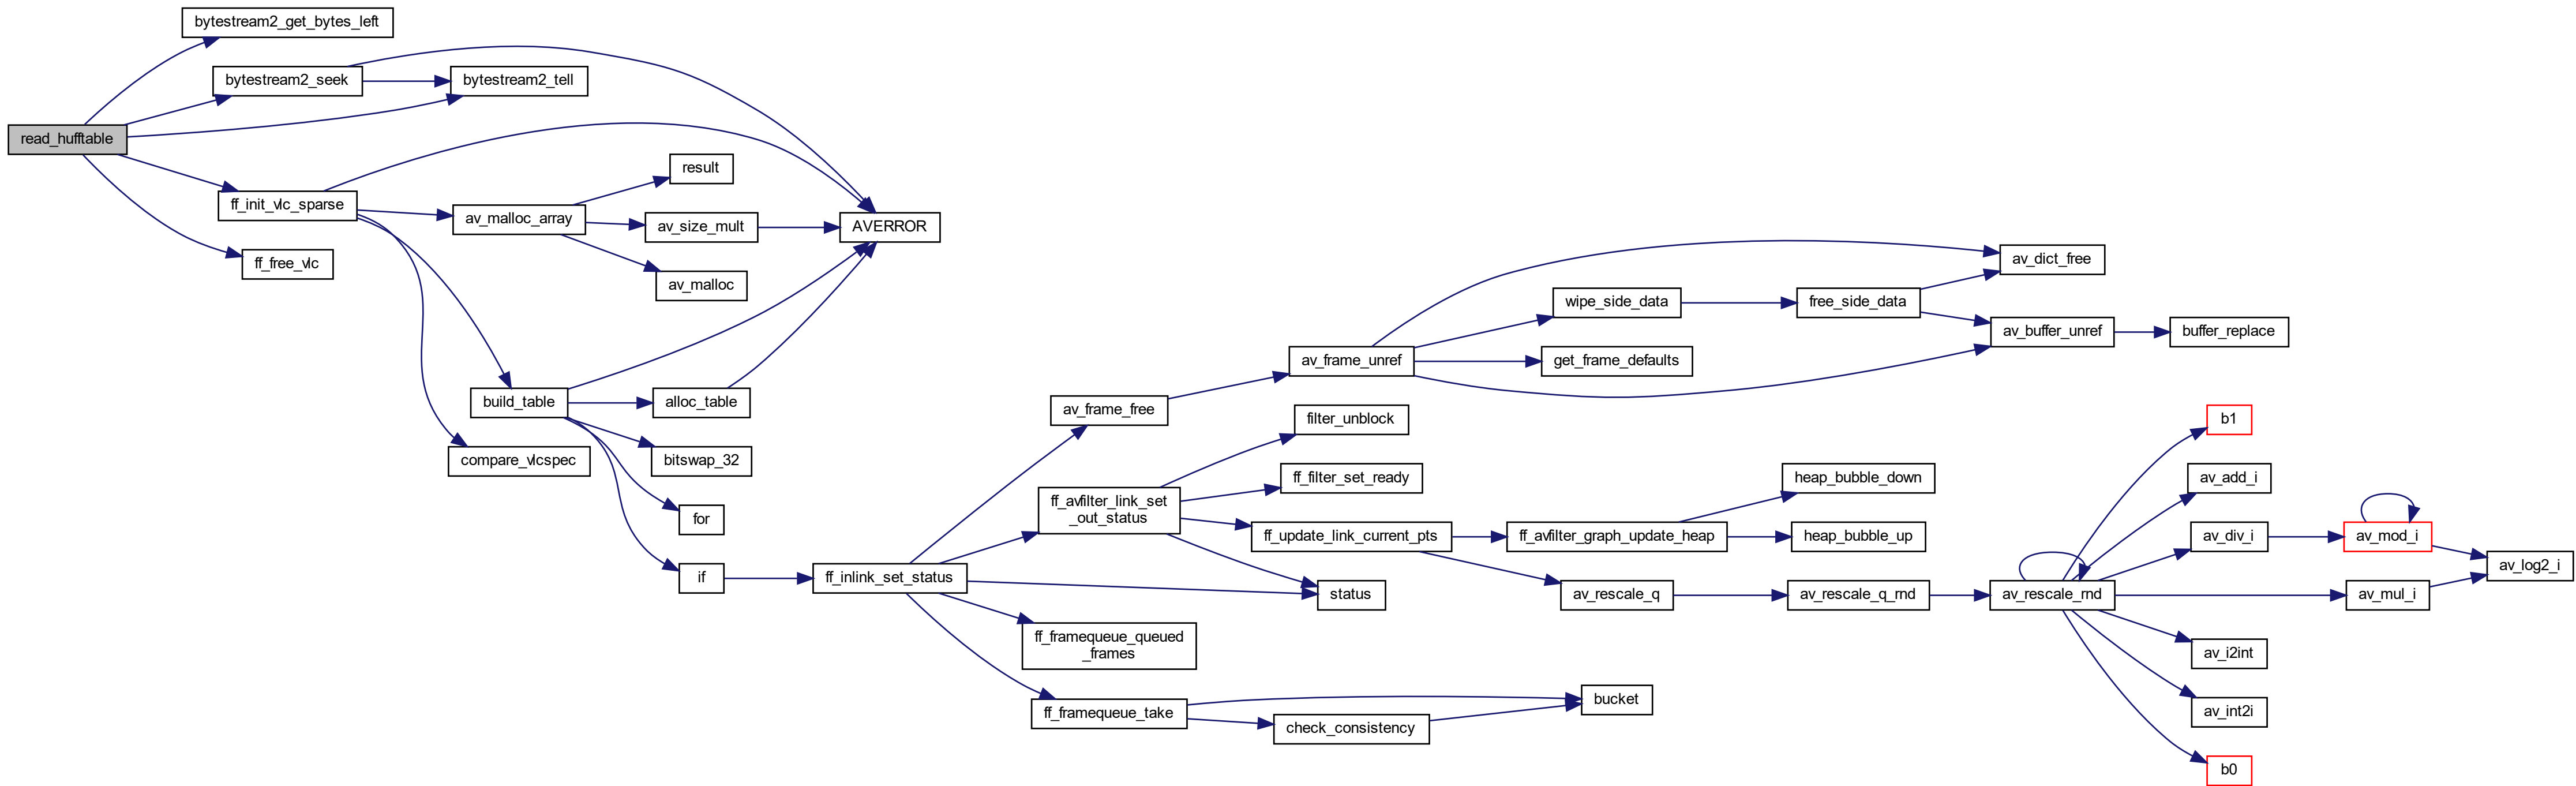 bytestream2_get_bytes_left
bytestream2_seek
bytestream2_tell
read_hufftable
result
ff_init_vlc_sparse
av_malloc_array
av_size_mult
AVERROR
ff_free_vlc
av_malloc
av_dict_free
wipe_side_data
free_side_data
av_buffer_unref
buffer_replace
av_frame_unref
get_frame_defaults
build_table
alloc_table
av_frame_free
filter_unblock
b1
compare_vlcspec
bitswap_32
ff_filter_set_ready
heap_bubble_down
av_add_i
ff_avfilter_link_set
_out_status
for
ff_update_link_current_pts
ff_avfilter_graph_update_heap
heap_bubble_up
av_div_i
av_mod_i
av_log2_i
if
ff_inlink_set_status
status
av_rescale_q
av_rescale_q_rnd
av_rescale_rnd
av_mul_i
ff_framequeue_queued
_frames
av_i2int
ff_framequeue_take
bucket
check_consistency
av_int2i
b0